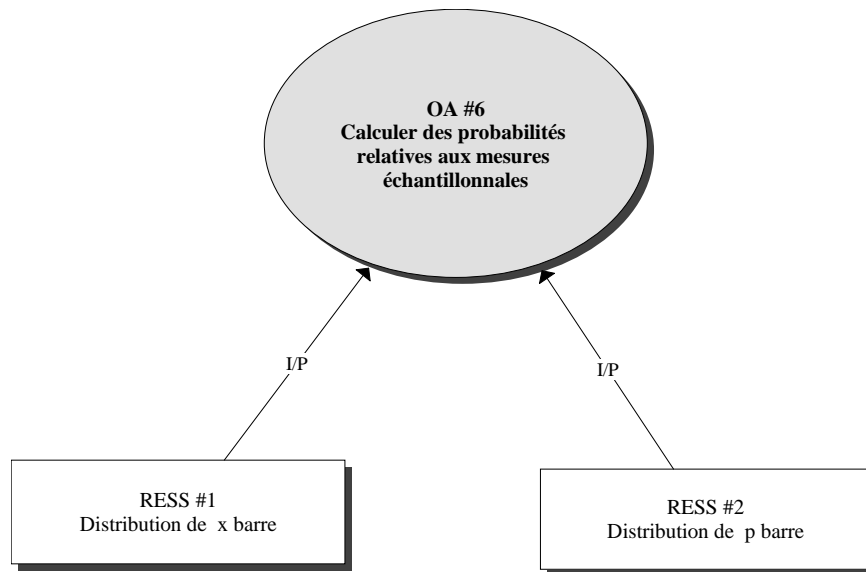 OA #6
Calculer des probabilités
relatives aux mesures
échantillonnales
I/P
I/P
RESS #1
Distribution de x barre
RESS #2
Distribution de p barre